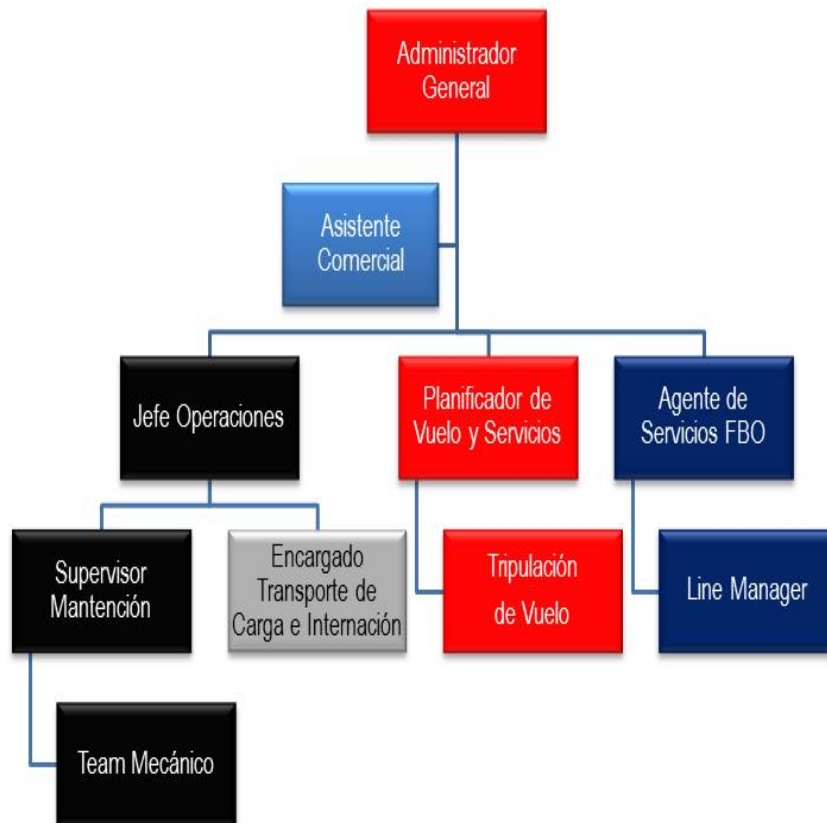 Administrador
General
Asistente
Comercial
Jefe Operaciones
Planificador de
Vuelo y Servicios
Agente de
Servicios FBO
Supervisor
Mantención
Encargado
Transporte de
Carga e Internación
Tripulación
de Vuelo
Line Manager
Team Mecánico